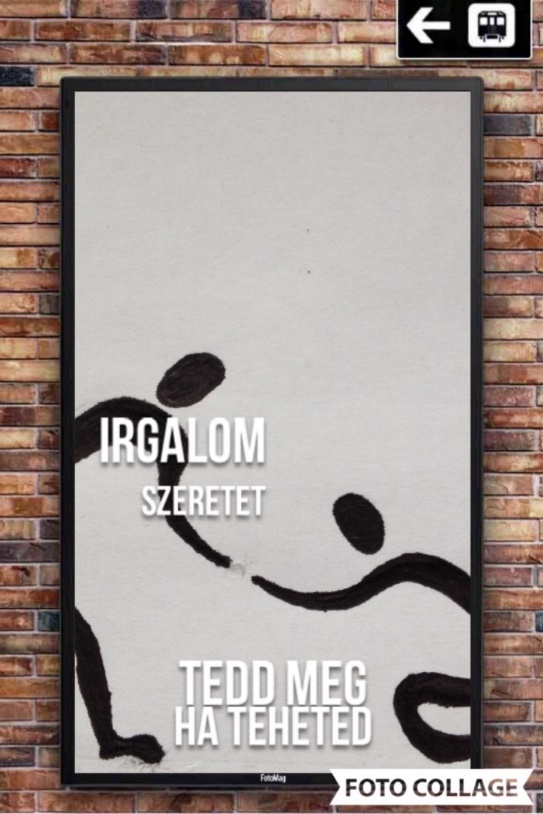 IRGALOM
SZERETET
TEDD MEG
HA TEHETED
FotoMag
FOTO COLLAGE